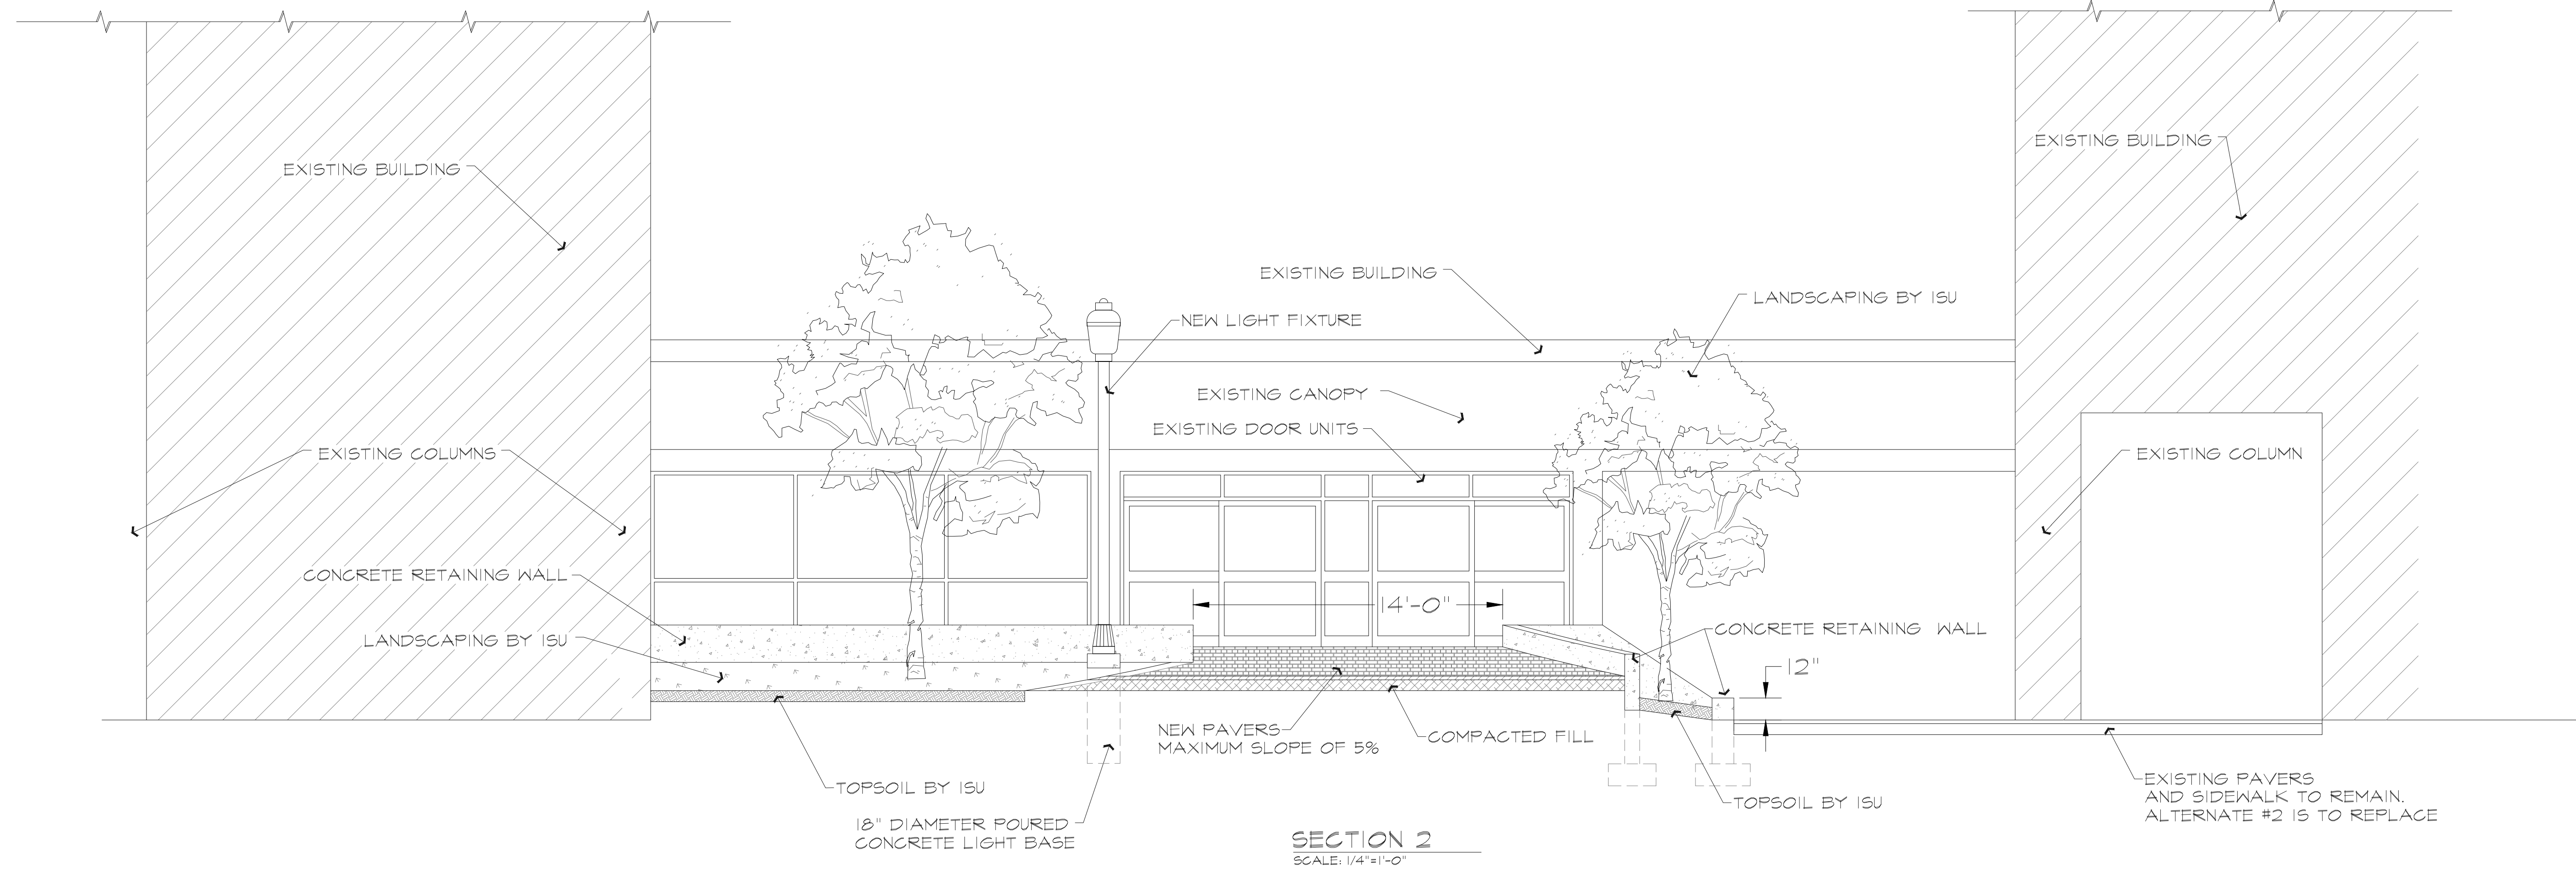 EXISTING BUILDING
EXISTING BUILDING
EXISTING BUILDING
LANDSCAPING BY ISU
NEW LIGHT FIXTURE
EXISTING CANOPY
EXISTING DOOR UNITS
EXISTING COLUMNS
EXISTING COLUMN
CONCRETE RETAINING WALL
14'-0"
LANDSCAPING BY ISU
CONCRETE RETAINING WALL
12"
NEW PAVERS
MAXIMUM SLOPE OF 5%
COMPACTED FILL
TOPSOIL BY ISU
TOPSOIL BY ISU
EXISTING PAVERS
AND SIDEWALK TO REMAIN.
ALTERNATE #2 IS TO REPLACE
18" DIAMETER POURED
CONCRETE LIGHT BASE
SECTION 2
SCALE: 1/4"=1'-0"